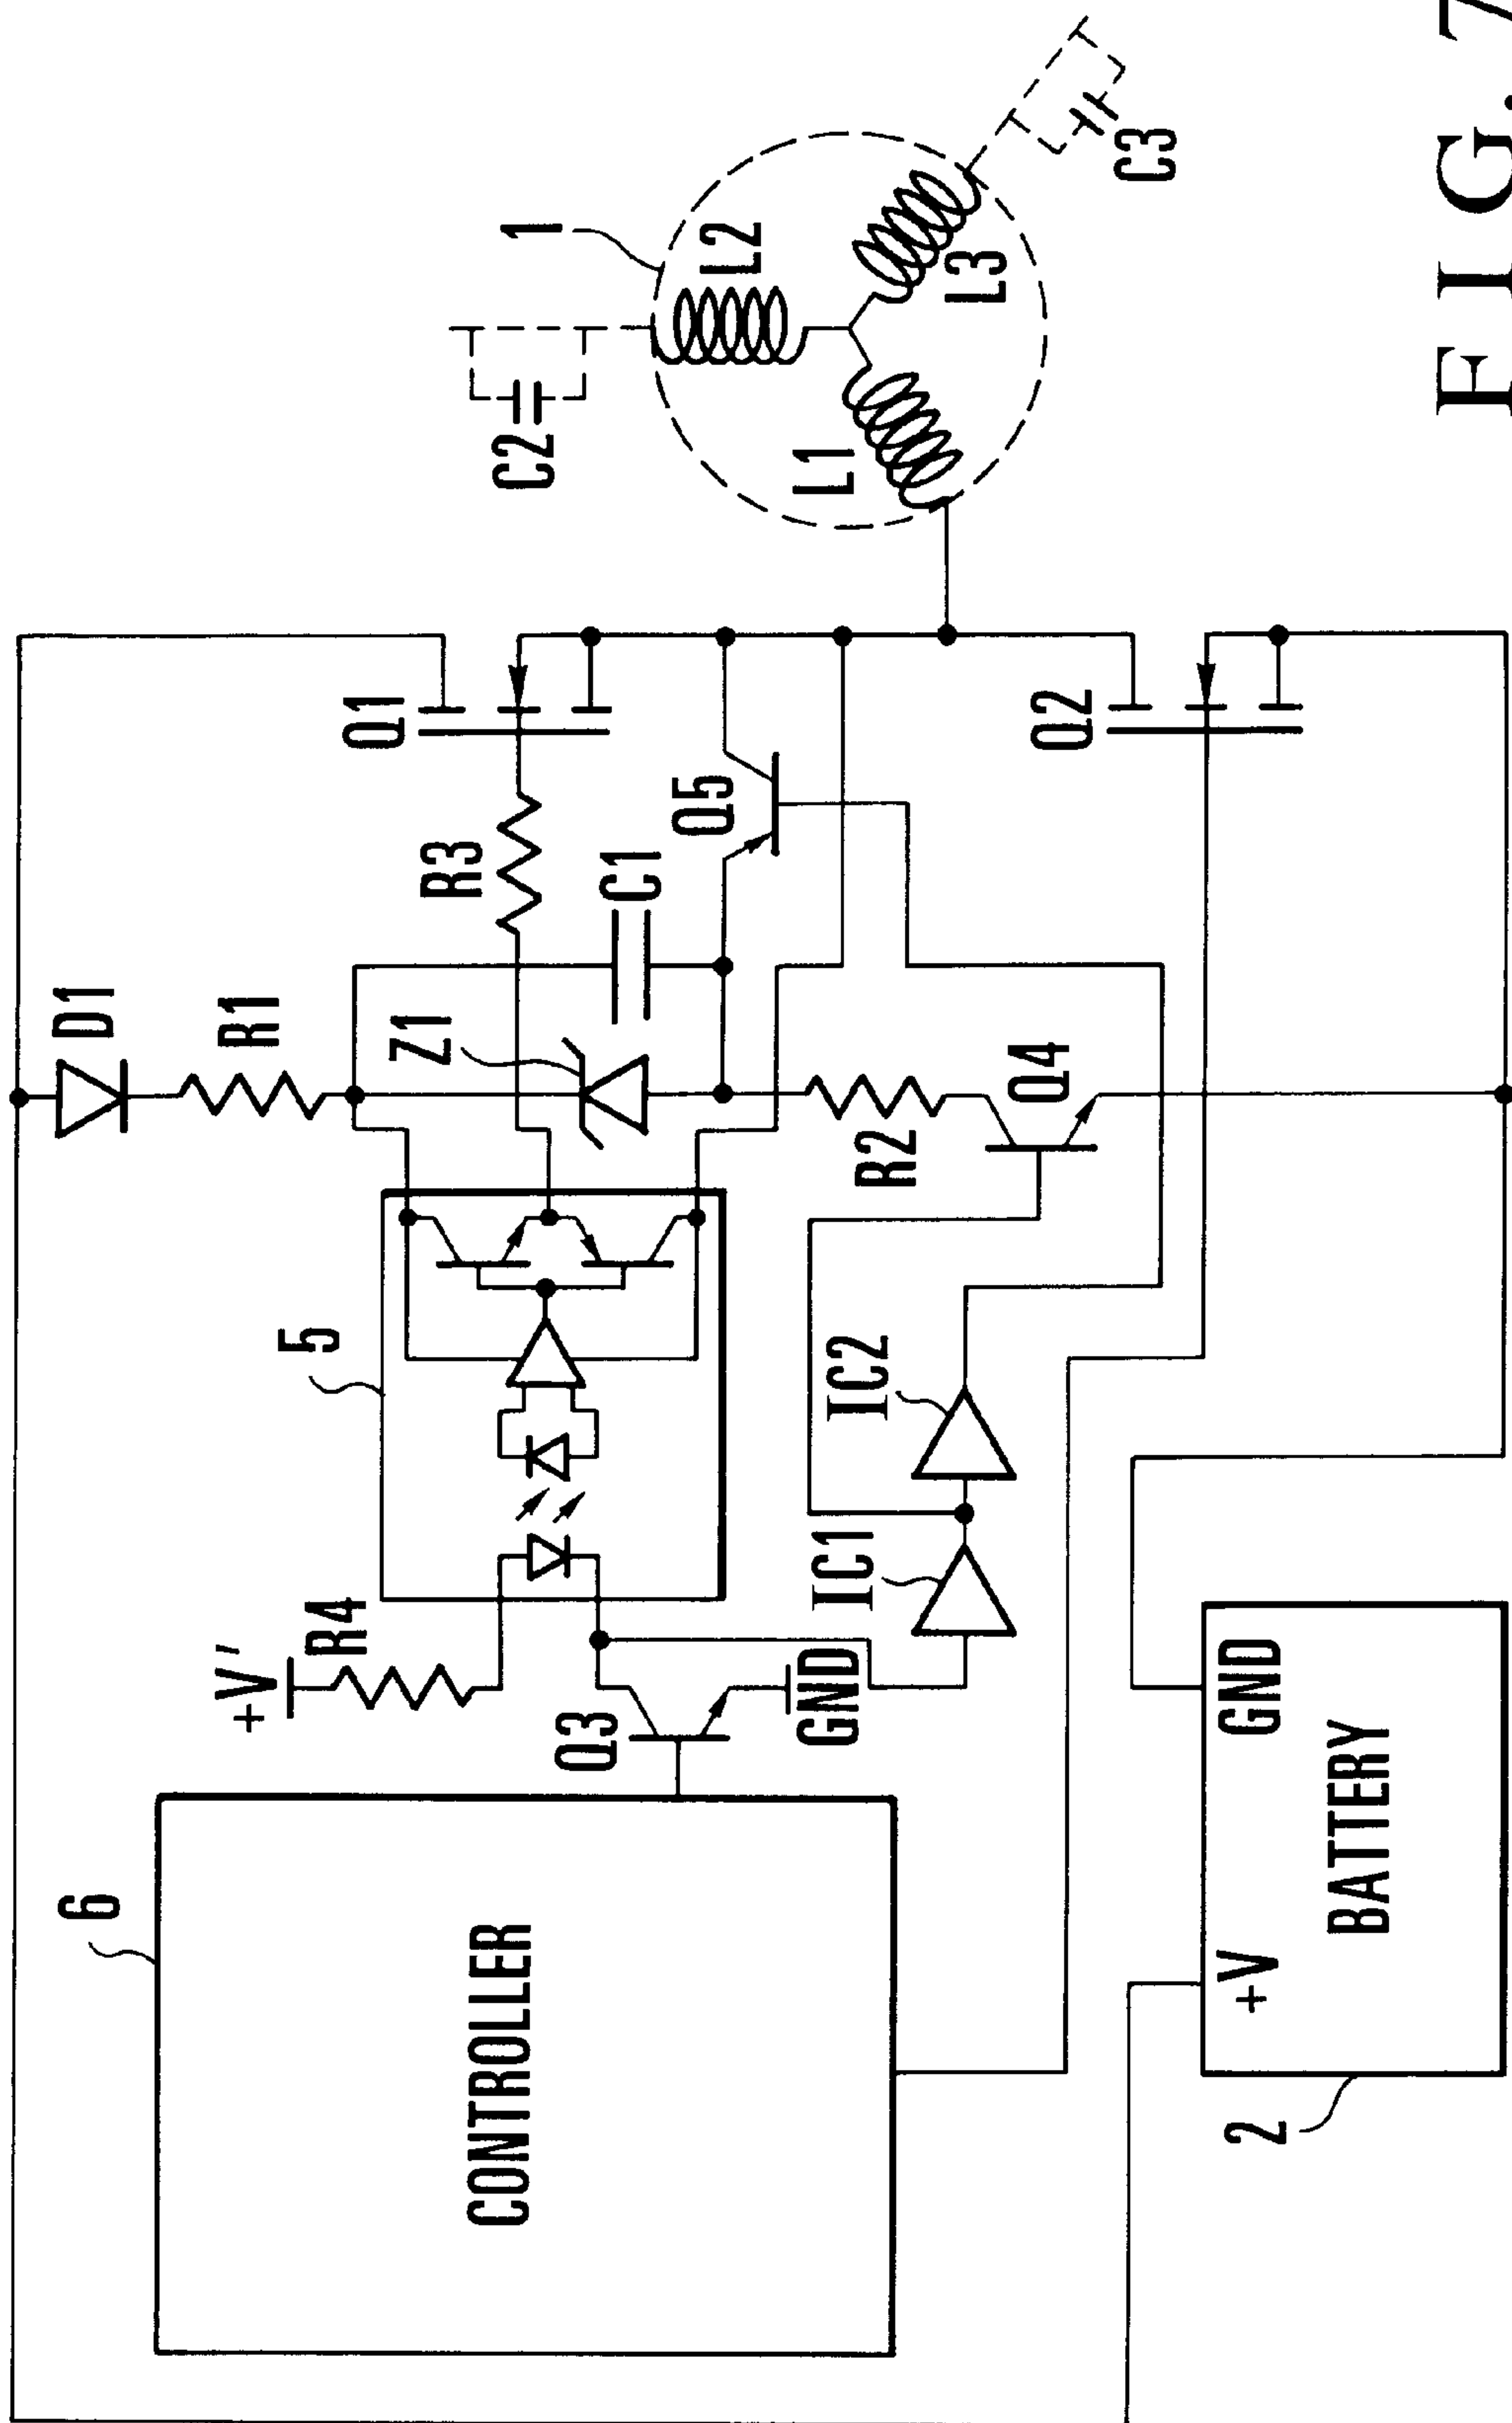 6
CONTROLLER
+V'
R4
Q3
GND
5
D1
R1
Z1
R3
C1
Q1
Q5
IC1
IC2
R2
Q4
Q2
2
+V
GND
BATTERY
1
C2
L2
L1
L3
C3
FIG. 7